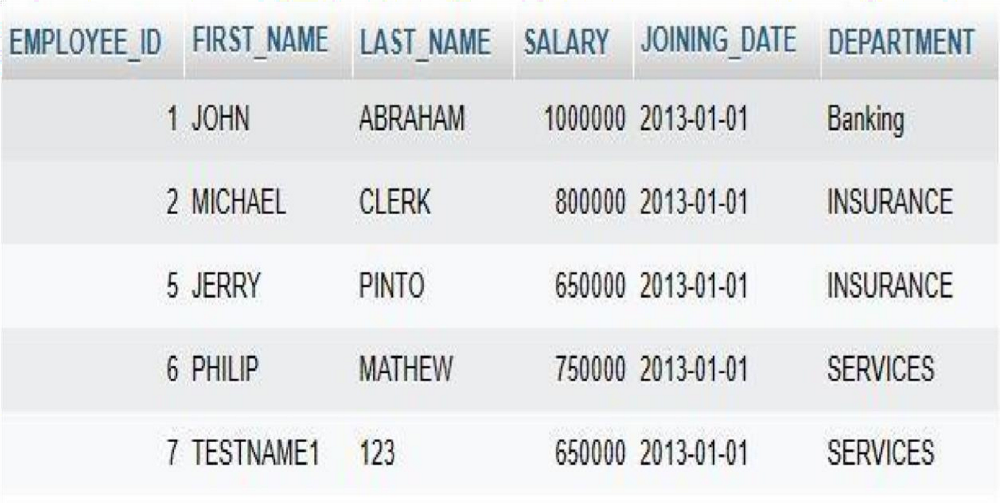 EMPLOYEE_ID FIRST_NAME LAST_NAME SALARY JOINING_DATE DEPARTMENT
1 JOHN ABRAHAM 1000000 2013-01-01 Banking
2 MICHAEL CLERK 800000 2013-01-01 INSURANCE
5 JERRY PINTO 650000 2013-01-01 INSURANCE
6 PHILIP MATHEW 750000 2013-01-01 SERVICES
7 TESTNAME1 123 650000 2013-01-01 SERVICES